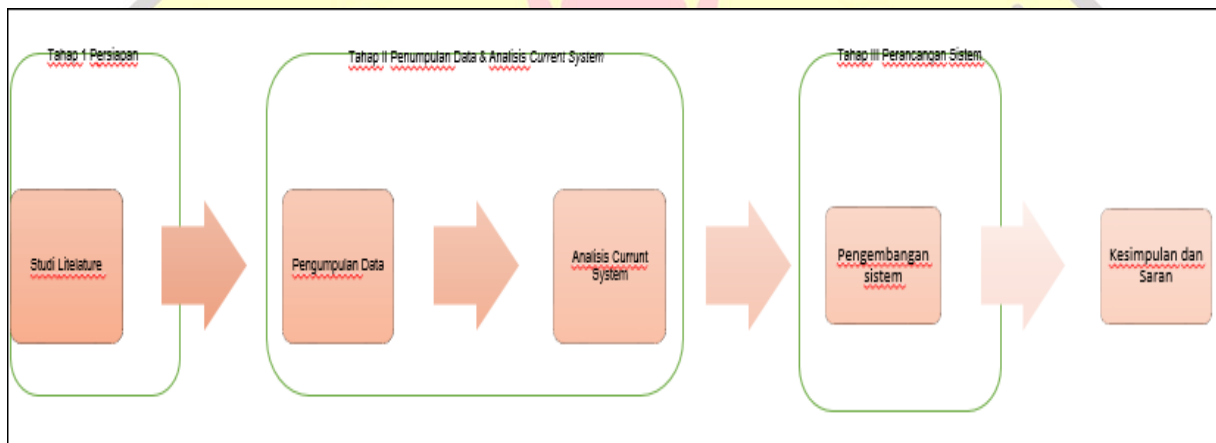 Tahap 1 Persiapan
Tahap II Penumpulan Data & Analisis Current System
Tahap III Perancangan Sistem
Studi Litelature
Pengumpulan Data
Analisis Currunt
System
Pengembangan
sistem
Kesimpulan dan
Saran